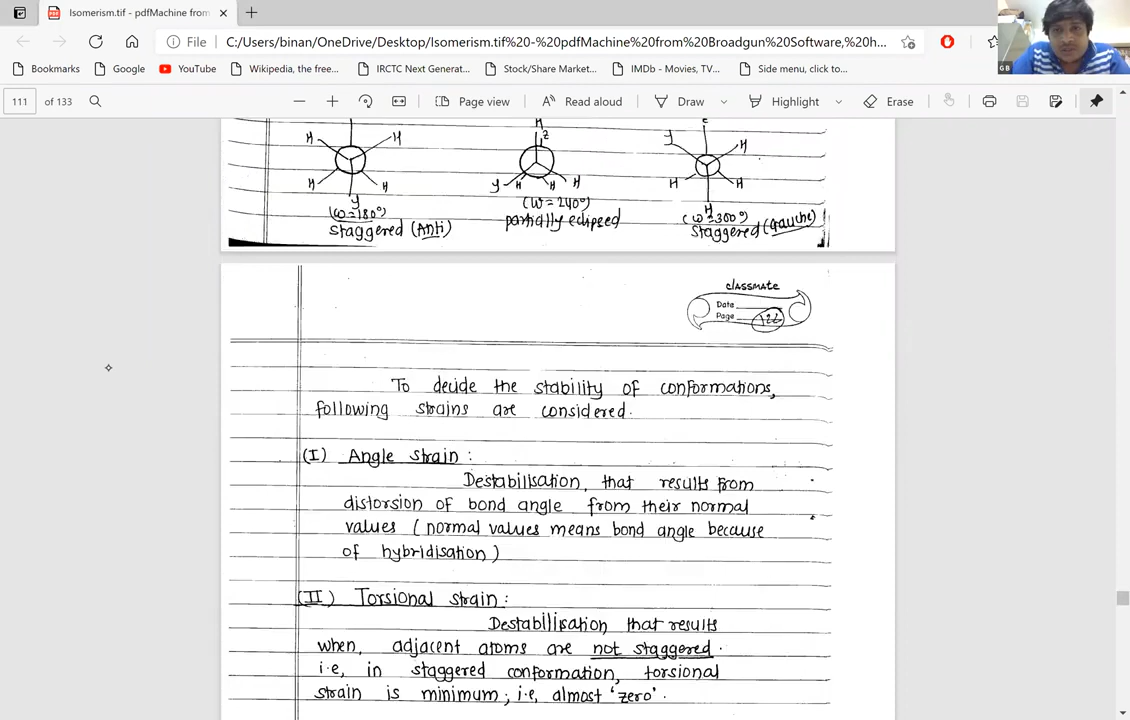 Isomerism.tif - pdfMachine from
File
C:/Users/binan/OneDrive/Desktop/Isomerism.tif%20-%20pdfMachine%20from%20Broadgun%20Software,%20h...
Bookmarks
Google
YouTube
Wikipedia, the free...
IRCTC Next Generat...
Stock/Share Market...
IMDb - Movies, TV...
Side menu, click to...
111 of 133
Page view
Read aloud
Draw
Highlight
Erase
G B
H H
H H
y
(ω=180°)
staggered (Anti)
H
z
y H H H
(ω=240°)
partially eclipsed
z
y H
H H
H
(ω=300°)
staggered (Gauche)
classmate
Date
Page 122
To decide the stability of conformations,
following strains are considered.
(I) Angle strain :
Destabilisation, that results from
distorsion of bond angle from their normal
values ( normal values means bond angle because
of hybridisation )
(II) Torsional strain :
Destabilisation that results
when, adjacent atoms are not staggered.
i.e, in staggered conformation, torsional
strain is minimum; i.e, almost 'zero'.